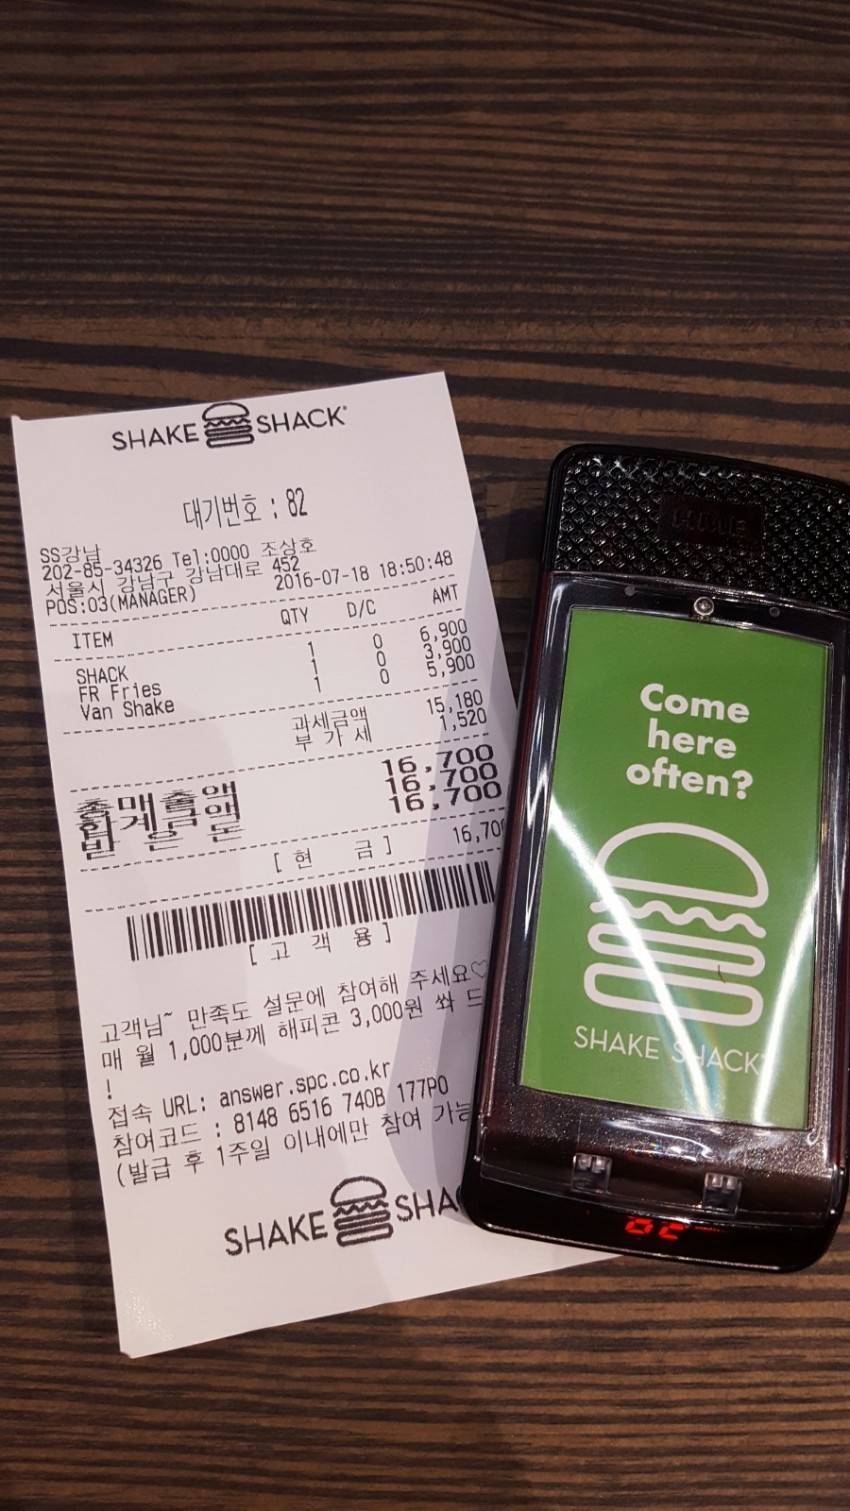 SHAKE SHACK
대기번호 : 82
SS강남
202-85-34326 Tel:0000 조상호
서울시 강남구 강남대로 452
POS:03(MANAGER) 2016-07-18 18:50:48
ITEM QTY D/C AMT
SHACK 1 0 6,900
FR Fries 1 0 3,900
Van Shake 1 0 5,900
과세금액 15,180
부 가 세 1,520
총매출액 16,700
합 계 금 액 16,700
받 은 돈 16,700
[ 현 금 ] 16,70
[ 고 객 용 ]
고객님~ 만족도 설문에 참여해 주세요♡
매 월 1,000분께 해피콘 3,000원 쏴 드
!
접속 URL: answer.spc.co.kr
참여코드 : 8148 6516 740B 177P0
(발급 후 1주일 이내에만 참여 가능
SHAKE SHA
Come
here
often?
SHAKE SHACK